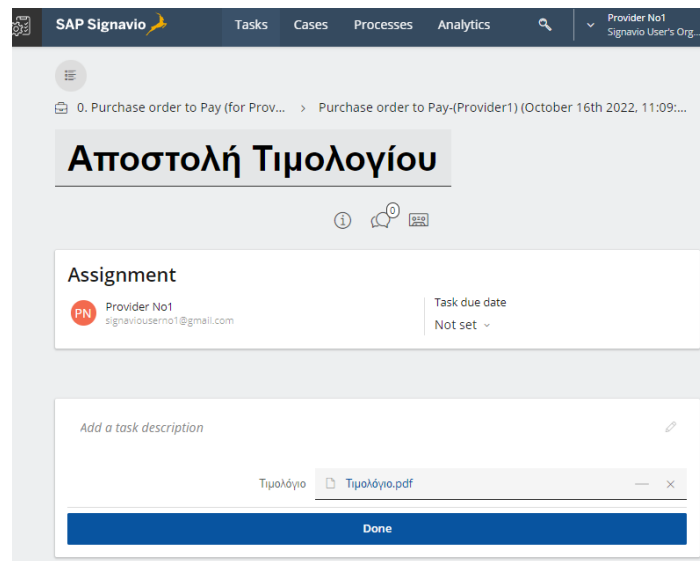 SAP Signavio Tasks Cases Processes Analytics Provider No1
Signavio User's Org...
0. Purchase order to Pay (for Prov... > Purchase order to Pay-(Provider1) (October 16th 2022, 11:09:...
Αποστολή Τιμολογίου
0
Assignment
PN Provider No1
signaviouserno1@gmail.com
Task due date
Not set
Add a task description
Τιμολόγιο Τιμολόγιο.pdf
Done